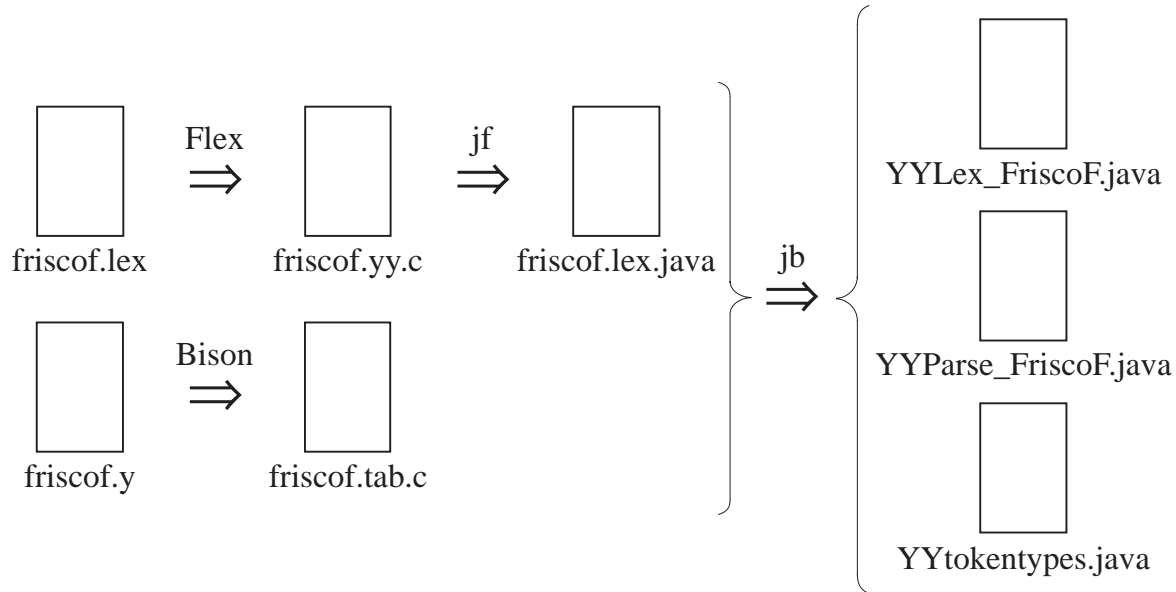 Flex
jf
friscof.lex
friscof.yy.c
friscof.lex.java
Bison
friscof.y
friscof.tab.c
jb
YYLex_FriscoF.java
YYParse_FriscoF.java
YYtokentypes.java